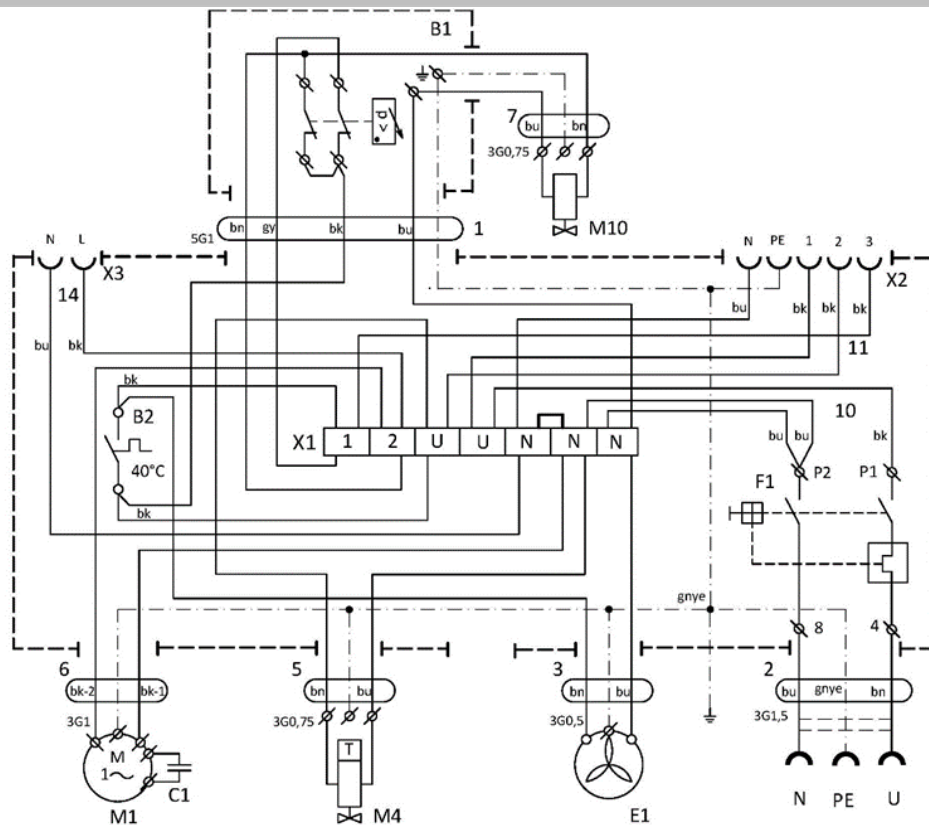 B1
7
bu bn
3G0,75
d
<
M10
bn gy bk bu
1
5G1
N L
X3
14
N PE 1 2 3
X2
bu bk bk bk
bu bk
11
bk
B2
40°C
X1 1 2 U U N N N
10
bu bu bk
F1 P2 P1
bk
gnye
8 4
6 5 3 2
bk-2 bk-1
bn bu
bn bu
bu gnye bn
3G1
3G0,75
3G0,5
3G1,5
M
1
T
C1
M1
M4
E1
N PE U